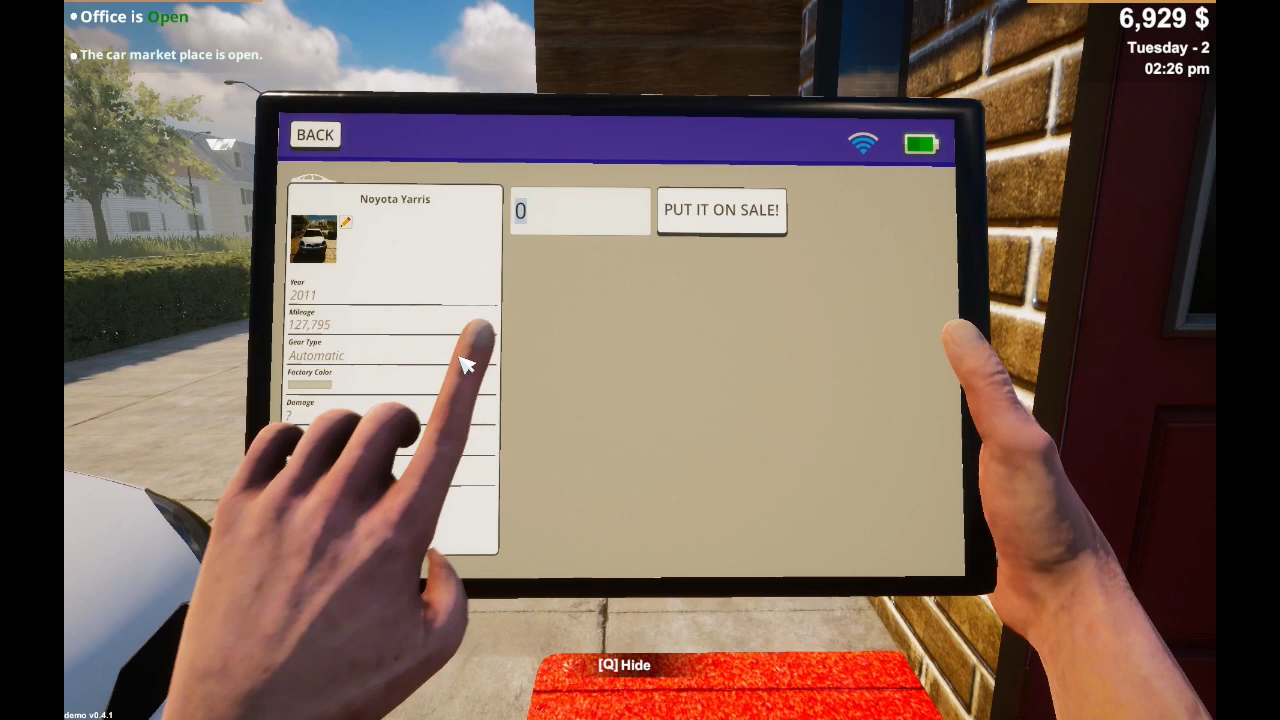 Office is Open
The car market place is open.
6,929 $
Tuesday - 2
02:26 pm
BACK
Noyota Yarris
0
PUT IT ON SALE!
Year
2011
Mileage
127,795
Gear Type
Automatic
Factory Color
Damage
?
[Q] Hide
demo v0.4.1